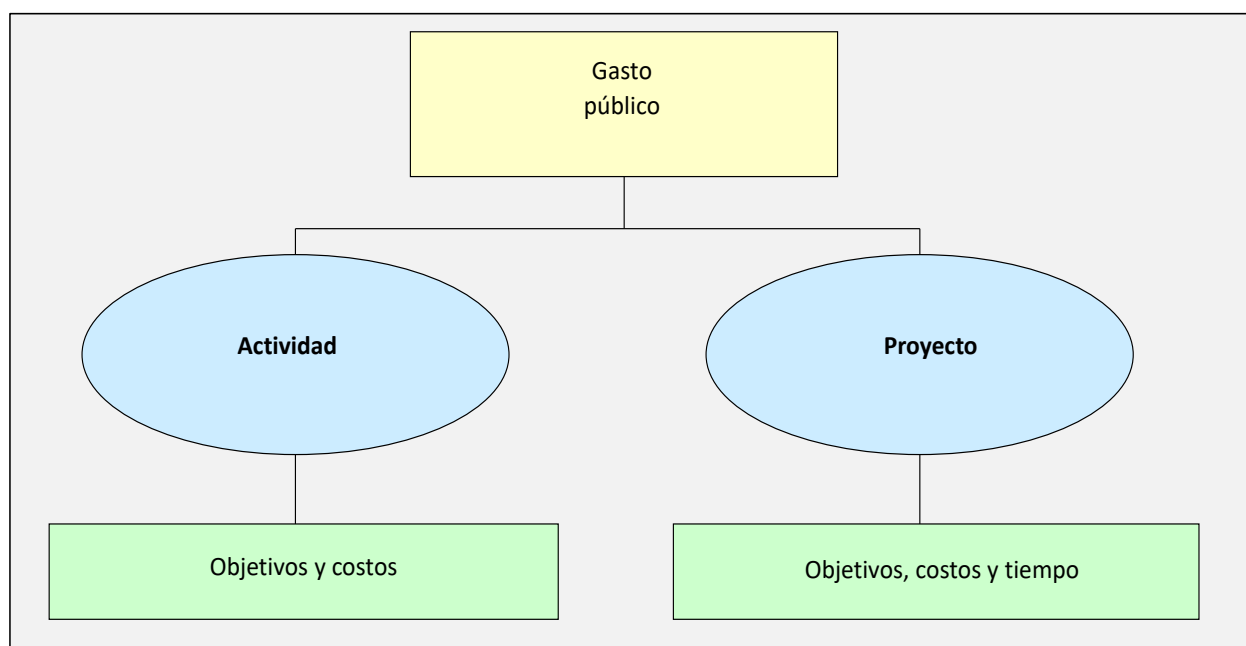 Gasto
público
Actividad
Proyecto
Objetivos y costos
Objetivos, costos y tiempo